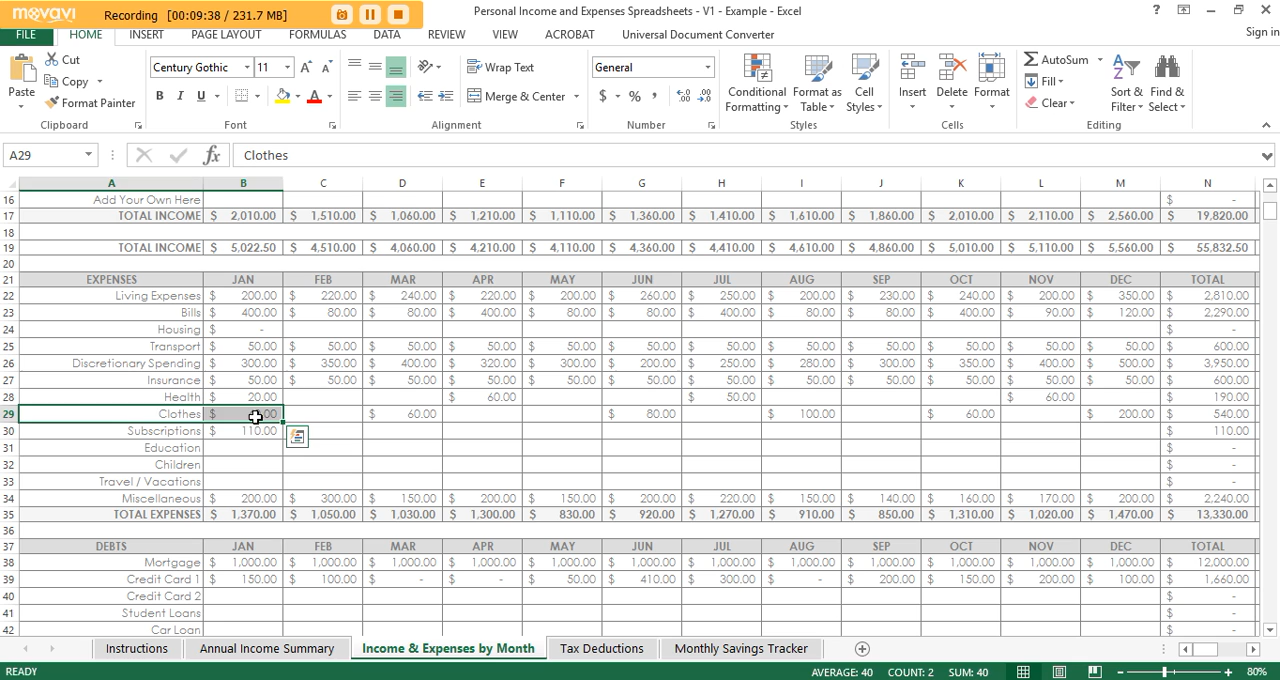 movavi Recording [00:09:38 / 231.7 MB] Personal Income and Expenses Spreadsheets - V1 - Example - Excel ?
FILE HOME INSERT PAGE LAYOUT FORMULAS DATA REVIEW VIEW ACROBAT Universal Document Converter Sign in
Paste Cut Copy Format Painter Clipboard
Century Gothic 11 A A B I U A Font
Wrap Text Merge & Center Alignment
General $ % , Number
Conditional Formatting Format as Table Cell Styles Styles
Insert Delete Format Cells
AutoSum Fill Clear Sort & Filter Find & Select Editing
A29 fx Clothes
A B C D E F G H I J K L M N
16 Add Your Own Here $ -
17 TOTAL INCOME $ 2,010.00 $ 1,510.00 $ 1,060.00 $ 1,210.00 $ 1,110.00 $ 1,360.00 $ 1,410.00 $ 1,610.00 $ 1,860.00 $ 2,010.00 $ 2,110.00 $ 2,560.00 $ 19,820.00
18
19 TOTAL INCOME $ 5,022.50 $ 4,510.00 $ 4,060.00 $ 4,210.00 $ 4,110.00 $ 4,360.00 $ 4,410.00 $ 4,610.00 $ 4,860.00 $ 5,010.00 $ 5,110.00 $ 5,560.00 $ 55,832.50
20
21 EXPENSES JAN FEB MAR APR MAY JUN JUL AUG SEP OCT NOV DEC TOTAL
22 Living Expenses $ 200.00 $ 220.00 $ 240.00 $ 220.00 $ 200.00 $ 260.00 $ 250.00 $ 200.00 $ 230.00 $ 240.00 $ 200.00 $ 350.00 $ 2,810.00
23 Bills $ 400.00 $ 80.00 $ 80.00 $ 400.00 $ 80.00 $ 80.00 $ 400.00 $ 80.00 $ 80.00 $ 400.00 $ 90.00 $ 120.00 $ 2,290.00
24 Housing $ - $ -
25 Transport $ 50.00 $ 50.00 $ 50.00 $ 50.00 $ 50.00 $ 50.00 $ 50.00 $ 50.00 $ 50.00 $ 50.00 $ 50.00 $ 50.00 $ 600.00
26 Discretionary Spending $ 300.00 $ 350.00 $ 400.00 $ 320.00 $ 300.00 $ 200.00 $ 250.00 $ 280.00 $ 300.00 $ 350.00 $ 400.00 $ 500.00 $ 3,950.00
27 Insurance $ 50.00 $ 50.00 $ 50.00 $ 50.00 $ 50.00 $ 50.00 $ 50.00 $ 50.00 $ 50.00 $ 50.00 $ 50.00 $ 50.00 $ 600.00
28 Health $ 20.00 $ 60.00 $ 50.00 $ 60.00 $ 190.00
29 Clothes $ $ 60.00 $ 80.00 $ 100.00 $ 60.00 $ 200.00 $ 540.00
30 Subscriptions $ 110.00 $ 110.00
31 Education $ -
32 Children $ -
33 Travel / Vacations $ -
34 Miscellaneous $ 200.00 $ 300.00 $ 150.00 $ 200.00 $ 150.00 $ 200.00 $ 220.00 $ 150.00 $ 140.00 $ 160.00 $ 170.00 $ 200.00 $ 2,240.00
35 TOTAL EXPENSES $ 1,370.00 $ 1,050.00 $ 1,030.00 $ 1,300.00 $ 830.00 $ 920.00 $ 1,270.00 $ 910.00 $ 850.00 $ 1,310.00 $ 1,020.00 $ 1,470.00 $ 13,330.00
36
37 DEBTS JAN FEB MAR APR MAY JUN JUL AUG SEP OCT NOV DEC TOTAL
38 Mortgage $ 1,000.00 $ 1,000.00 $ 1,000.00 $ 1,000.00 $ 1,000.00 $ 1,000.00 $ 1,000.00 $ 1,000.00 $ 1,000.00 $ 1,000.00 $ 1,000.00 $ 1,000.00 $ 12,000.00
39 Credit Card 1 $ 150.00 $ 100.00 $ - $ - $ 50.00 $ 410.00 $ 300.00 $ - $ 200.00 $ 150.00 $ 200.00 $ 100.00 $ 1,660.00
40 Credit Card 2 $ -
41 Student Loans $ -
42 Car Loan $ -
Instructions Annual Income Summary Income & Expenses by Month Tax Deductions Monthly Savings Tracker
READY AVERAGE: 40 COUNT: 2 SUM: 40 80%